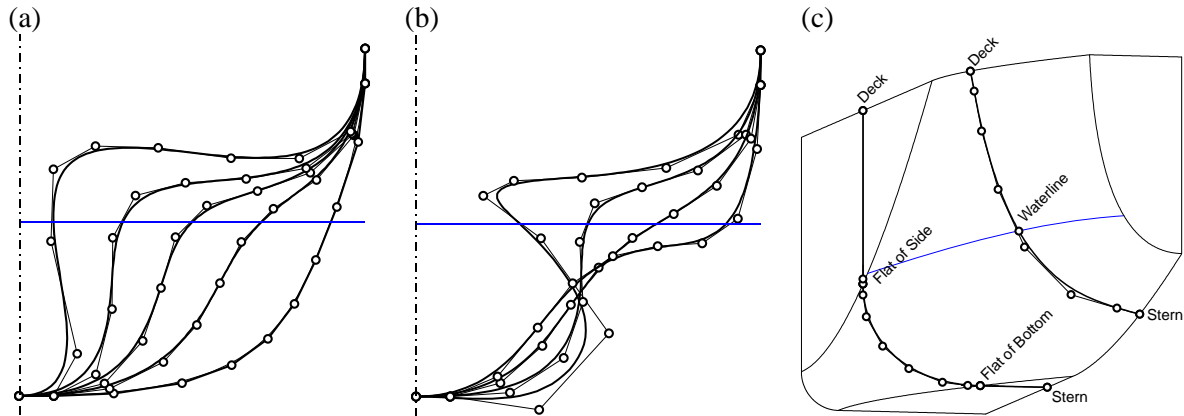 (a)
(b)
(c)
Deck
Deck
Waterline
Flat of Side
Flat of Bottom
Stern
Stern